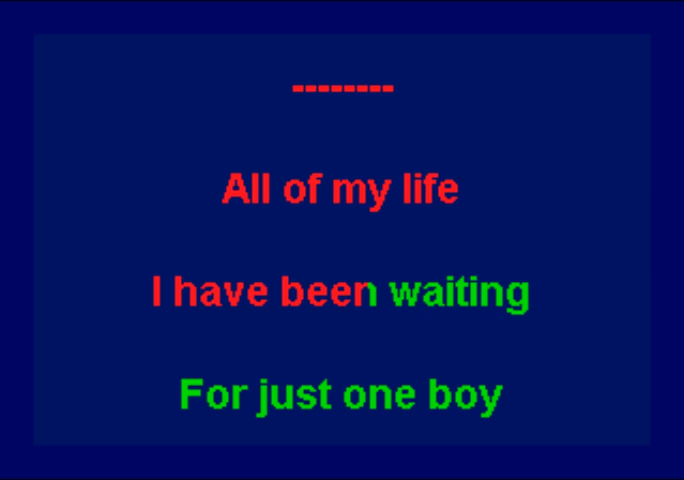 --------
All of my life
I have been waiting
For just one boy